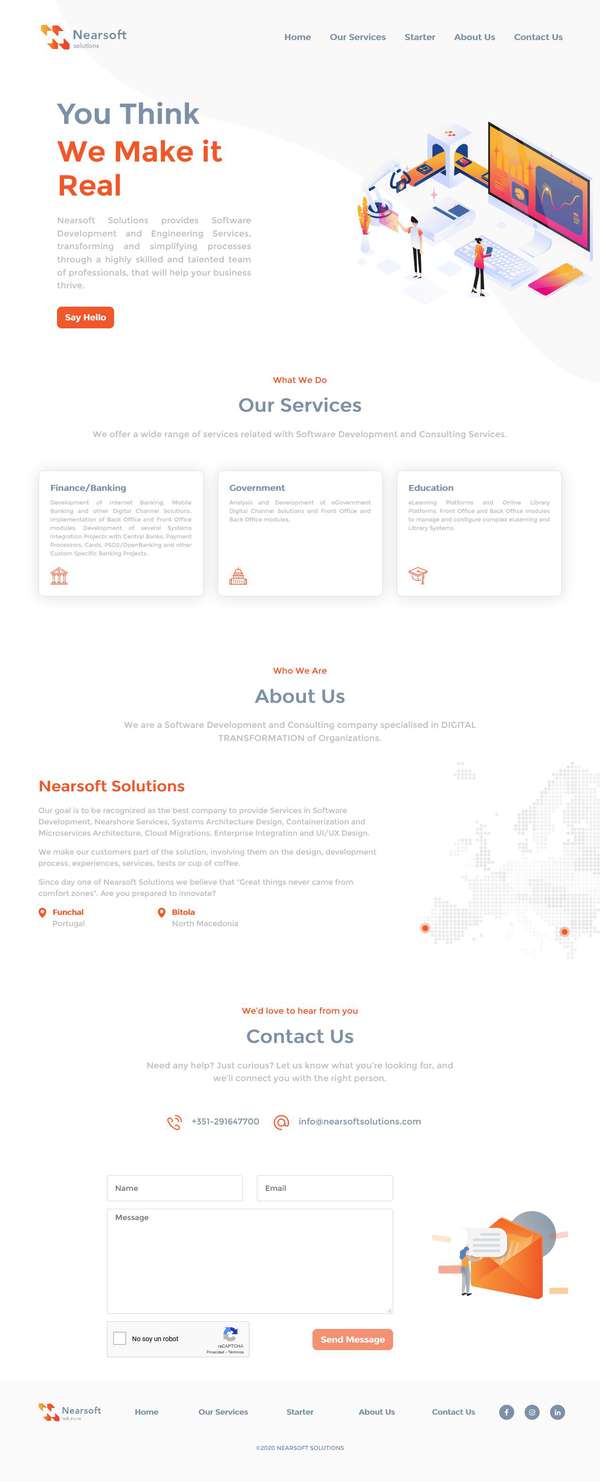 Nearsoft
solutions
Home Our Services Starter About Us Contact Us
You Think
We Make it
Real
Nearsoft Solutions provides Software
Development and Engineering Services,
transforming and simplifying processes
through a highly skilled and talented team
of professionals, that will help your business
thrive.
Say Hello
What We Do
Our Services
We offer a wide range of services related with Software Development and Consulting Services.
Finance/Banking
Development of Internet Banking, Mobile
Banking and other Digital Channel Solutions.
Implementation of Back Office and Front Office
modules. Development of several Systems
Integration Projects with Central Banks, Payment
Processors, Cards, PSD2/OpenBanking and other
Custom Specific Banking Projects.
Government
Analysis and Development of eGovernment
Digital Channel Solutions and Front Office and
Back Office modules.
Education
eLearning Platforms and Online Library
Platforms. Front Office and Back Office modules
to manage and configure complex eLearning and
Library Systems.
Who We Are
About Us
We are a Software Development and Consulting company specialised in DIGITAL
TRANSFORMATION of Organizations.
Nearsoft Solutions
Our goal is to be recognized as the best company to provide Services in Software
Development, Nearshore Services, Systems Architecture Design, Containerization and
Microservices Architecture, Cloud Migrations, Enterprise Integration and UI/UX Design.
We make our customers part of the solution, involving them on the design, development
process, experiences, services, tests or cup of coffee.
Since day one of Nearsoft Solutions we believe that "Great things never came from
comfort zones". Are you prepared to innovate?
Funchal
Portugal
Bitola
North Macedonia
We'd love to hear from you
Contact Us
Need any help? Just curious? Let us know what you're looking for, and
we'll connect you with the right person.
+351-291647700 info@nearsoftsolutions.com
Name Email
Message
No soy un robot
reCAPTCHA
Privacidad - Términos
Send Message
Nearsoft
solutions
Home Our Services Starter About Us Contact Us
©2020 NEARSOFT SOLUTIONS